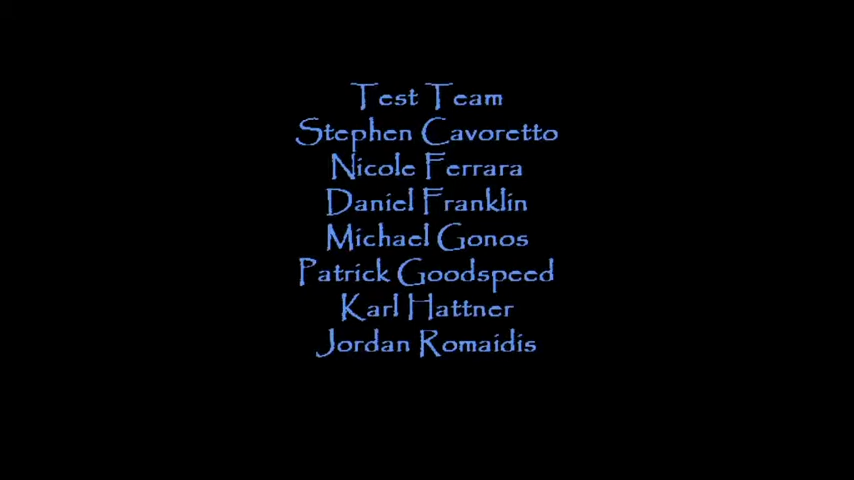 Test Team
Stephen Cavoretto
Nicole Ferrara
Daniel Franklin
Michael Gonos
Patrick Goodspeed
Karl Hattner
Jordan Romaidis